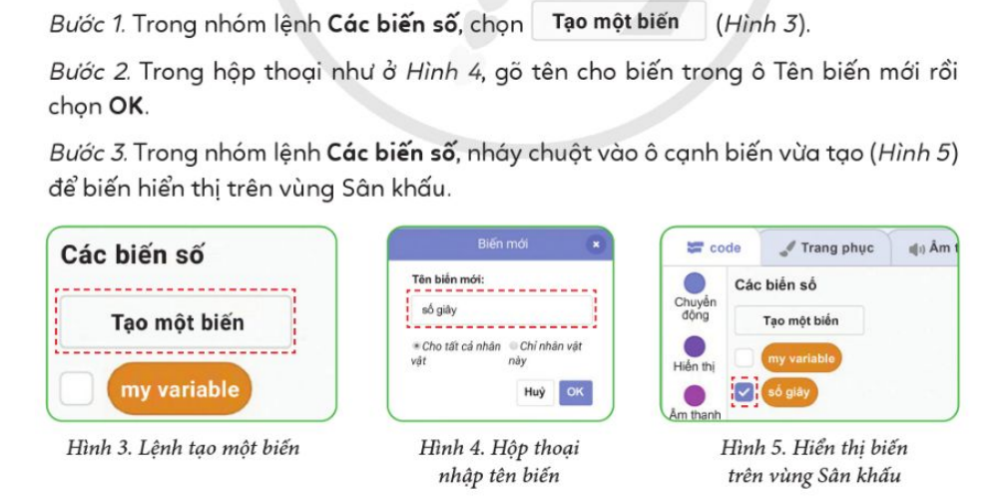 Bước 1. Trong nhóm lệnh Các biến số, chọn Tạo một biến (Hình 3).
Bước 2. Trong hộp thoại như ở Hình 4, gõ tên cho biến trong ô Tên biến mới rồi
chọn OK.
Bước 3. Trong nhóm lệnh Các biến số, nháy chuột vào ô cạnh biến vừa tạo (Hình 5)
để biến hiển thị trên vùng Sân khấu.
Các biến số
Tạo một biến
my variable
Hình 3. Lệnh tạo một biến
Biến mới
Tên biến mới:
số giây
Cho tất cả nhân
vật
Chỉ nhân vật
này
Huỷ OK
Hình 4. Hộp thoại
nhập tên biến
code Trang phục Âm t
Chuyển
động
Hiển thị
Âm thanh
Các biến số
Tạo một biến
my variable
số giây
Hình 5. Hiển thị biến
trên vùng Sân khấu